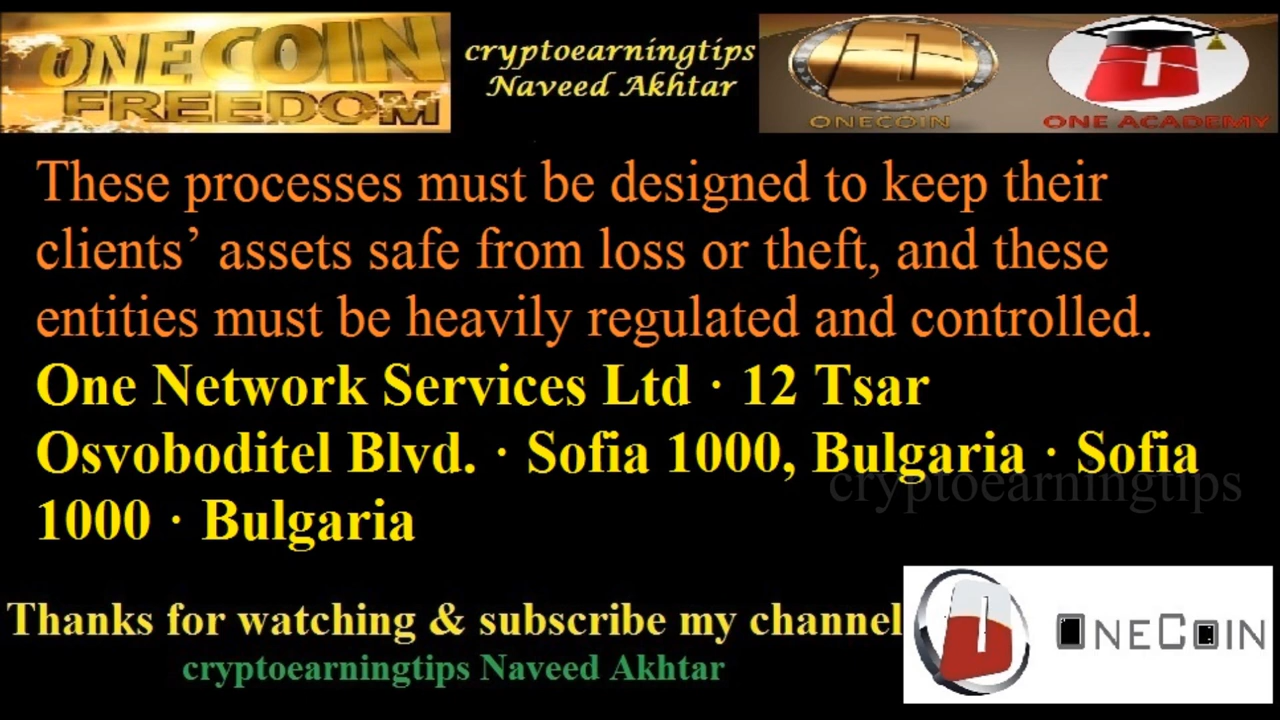 ONE COIN
FREEDOM
cryptoearningtips
Naveed Akhtar
ONECOIN
ONE ACADEMY
These processes must be designed to keep their
clients’ assets safe from loss or theft, and these
entities must be heavily regulated and controlled.
One Network Services Ltd · 12 Tsar
Osvoboditel Blvd. · Sofia 1000, Bulgaria · Sofia
1000 · Bulgaria
cryptoearningtips
Thanks for watching & subscribe my channel
cryptoearningtips Naveed Akhtar
ONECOIN